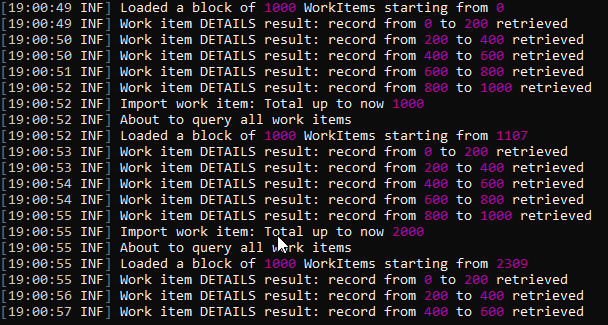 [19:00:49 INF] Loaded a block of 1000 WorkItems starting from 0
[19:00:49 INF] Work item DETAILS result: record from 0 to 200 retrieved
[19:00:50 INF] Work item DETAILS result: record from 200 to 400 retrieved
[19:00:50 INF] Work item DETAILS result: record from 400 to 600 retrieved
[19:00:51 INF] Work item DETAILS result: record from 600 to 800 retrieved
[19:00:52 INF] Work item DETAILS result: record from 800 to 1000 retrieved
[19:00:52 INF] Import work item: Total up to now 1000
[19:00:52 INF] About to query all work items
[19:00:52 INF] Loaded a block of 1000 WorkItems starting from 1107
[19:00:53 INF] Work item DETAILS result: record from 0 to 200 retrieved
[19:00:53 INF] Work item DETAILS result: record from 200 to 400 retrieved
[19:00:54 INF] Work item DETAILS result: record from 400 to 600 retrieved
[19:00:54 INF] Work item DETAILS result: record from 600 to 800 retrieved
[19:00:55 INF] Work item DETAILS result: record from 800 to 1000 retrieved
[19:00:55 INF] Import work item: Total up to now 2000
[19:00:55 INF] About to query all work items
[19:00:55 INF] Loaded a block of 1000 WorkItems starting from 2309
[19:00:55 INF] Work item DETAILS result: record from 0 to 200 retrieved
[19:00:56 INF] Work item DETAILS result: record from 200 to 400 retrieved
[19:00:57 INF] Work item DETAILS result: record from 400 to 600 retrieved